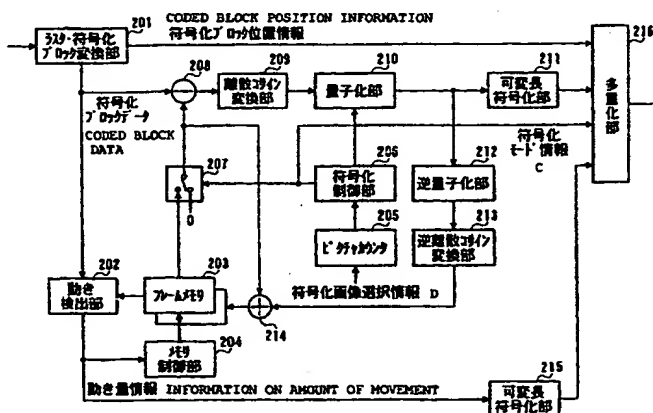 201
CODED BLOCK POSITION INFORMATION
ラスタ・符号化
ブロック変換部
符号化ブロック位置情報
216
208
209
離散コサイン
変換部
210
量子化部
211
可変長
符号化部
多重化部
符号化
ブロックデータ
CODED BLOCK
DATA
207
0
206
符号化
制御部
212
逆量子化部
符号化
モード情報
C
205
ピクチャカウンタ
213
逆離散コサイン
変換部
202
動き
検出部
203
フレームメモリ
符号化画像選択情報 D
214
204
メモリ
制御部
215
可変長
符号化部
動き量情報 INFORMATION ON AMOUNT OF MOVEMENT